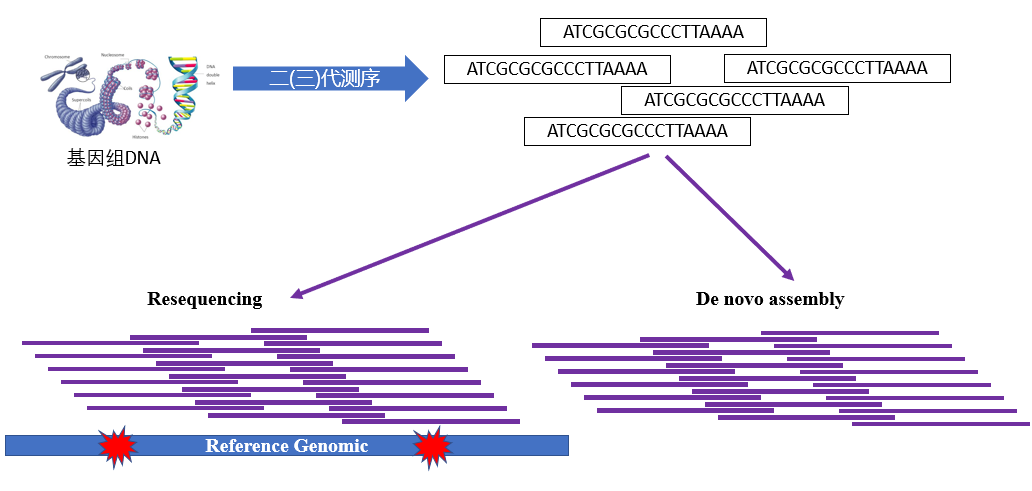 ATCGCGCGCCCTTAAAA
ATCGCGCGCCCTTAAAA
ATCGCGCGCCCTTAAAA
ATCGCGCGCCCTTAAAA
ATCGCGCGCCCTTAAAA
二(三)代测序
Chromosome
Nucleosome
DNA
double
helix
Coils
Supercoils
Histones
基因组DNA
Resequencing
De novo assembly
Reference Genomic